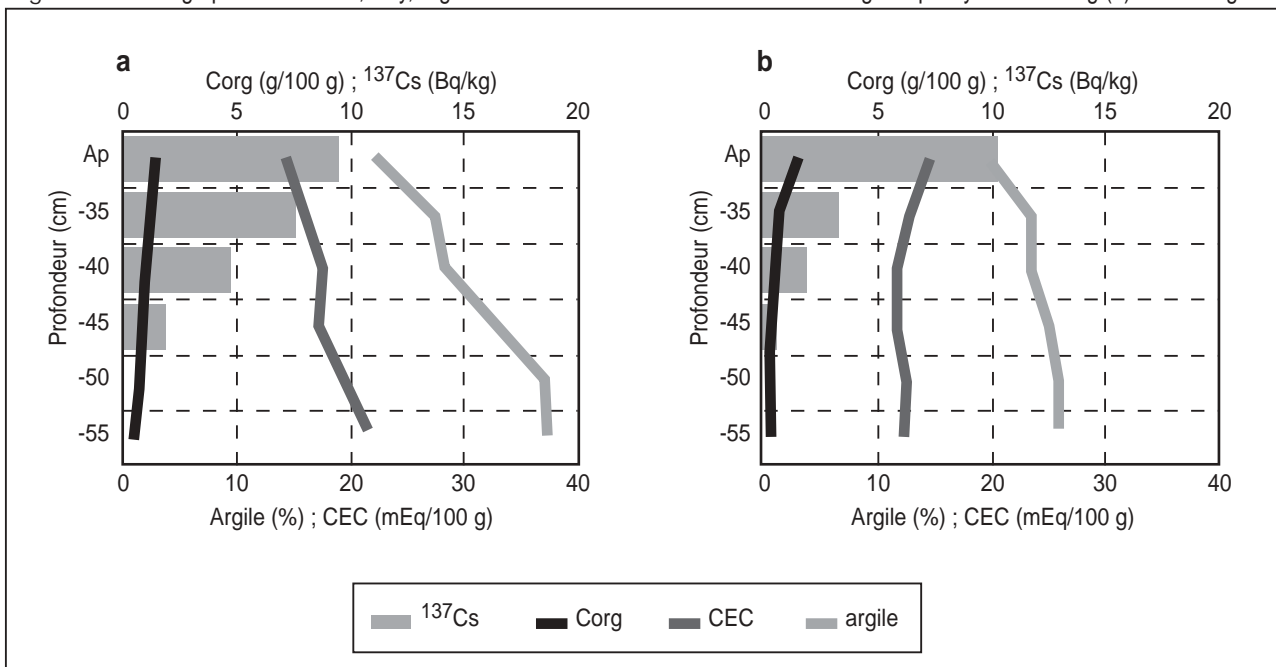 a
Corg (g/100 g) ; 137Cs (Bq/kg)
0 5 10 15 20
Profondeur (cm)
Ap
-35
-40
-45
-50
-55
0 10 20 30 40
Argile (%) ; CEC (mEq/100 g)
b
Corg (g/100 g) ; 137Cs (Bq/kg)
0 5 10 15 20
Profondeur (cm)
Ap
-35
-40
-45
-50
-55
0 10 20 30 40
Argile (%) ; CEC (mEq/100 g)
137Cs Corg CEC argile